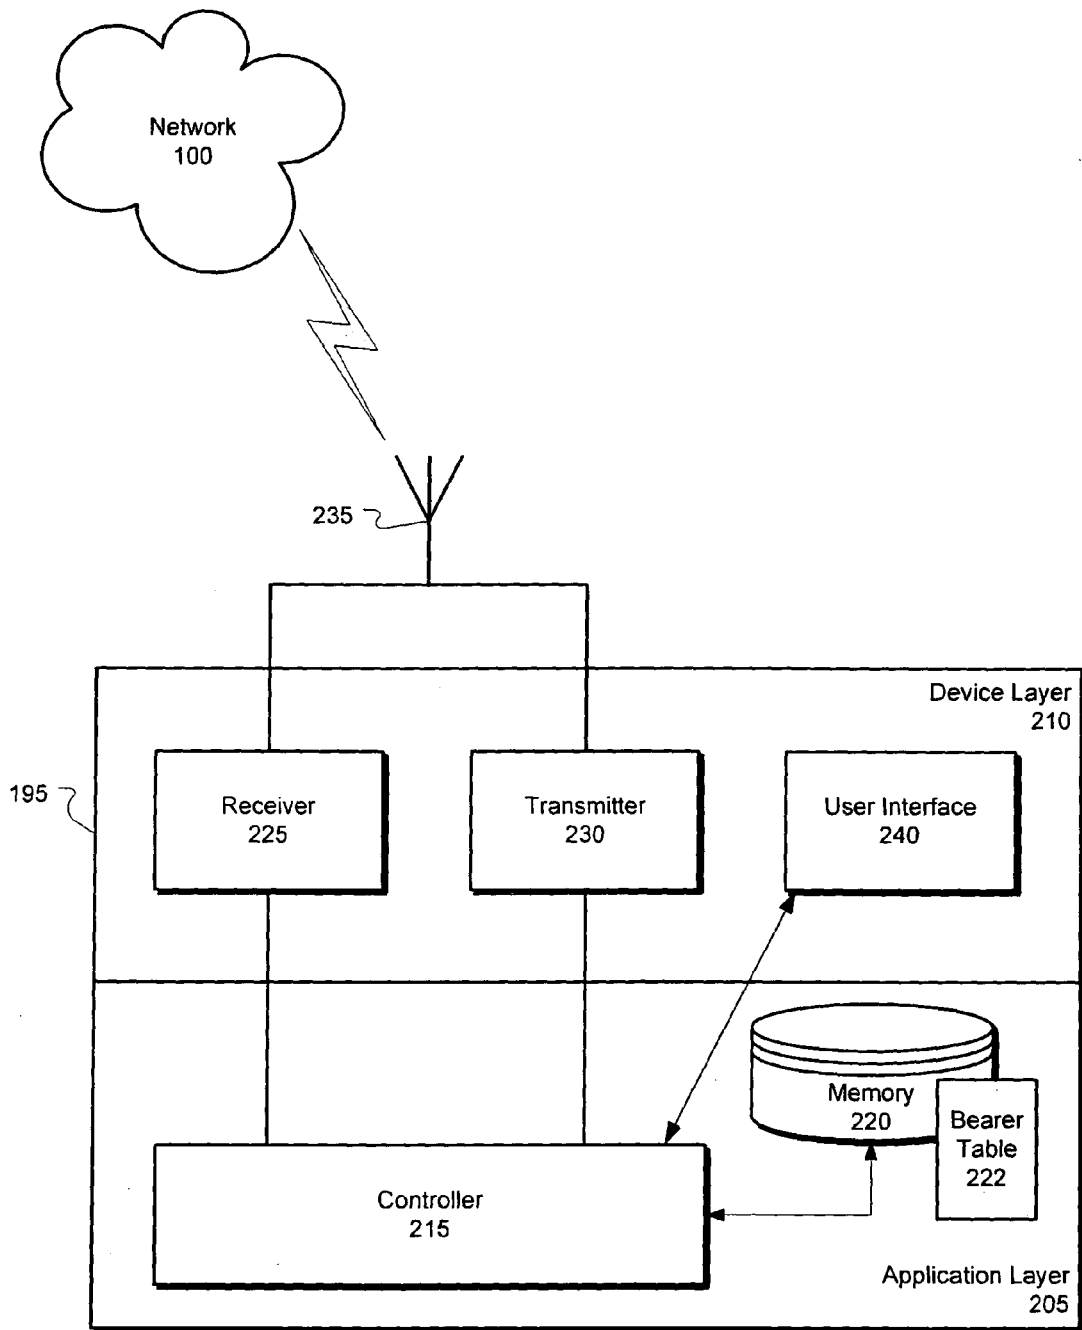 Network
100
235
Device Layer
210
195
Receiver
225
Transmitter
230
User Interface
240
Memory
220
Bearer
Table
222
Controller
215
Application Layer
205